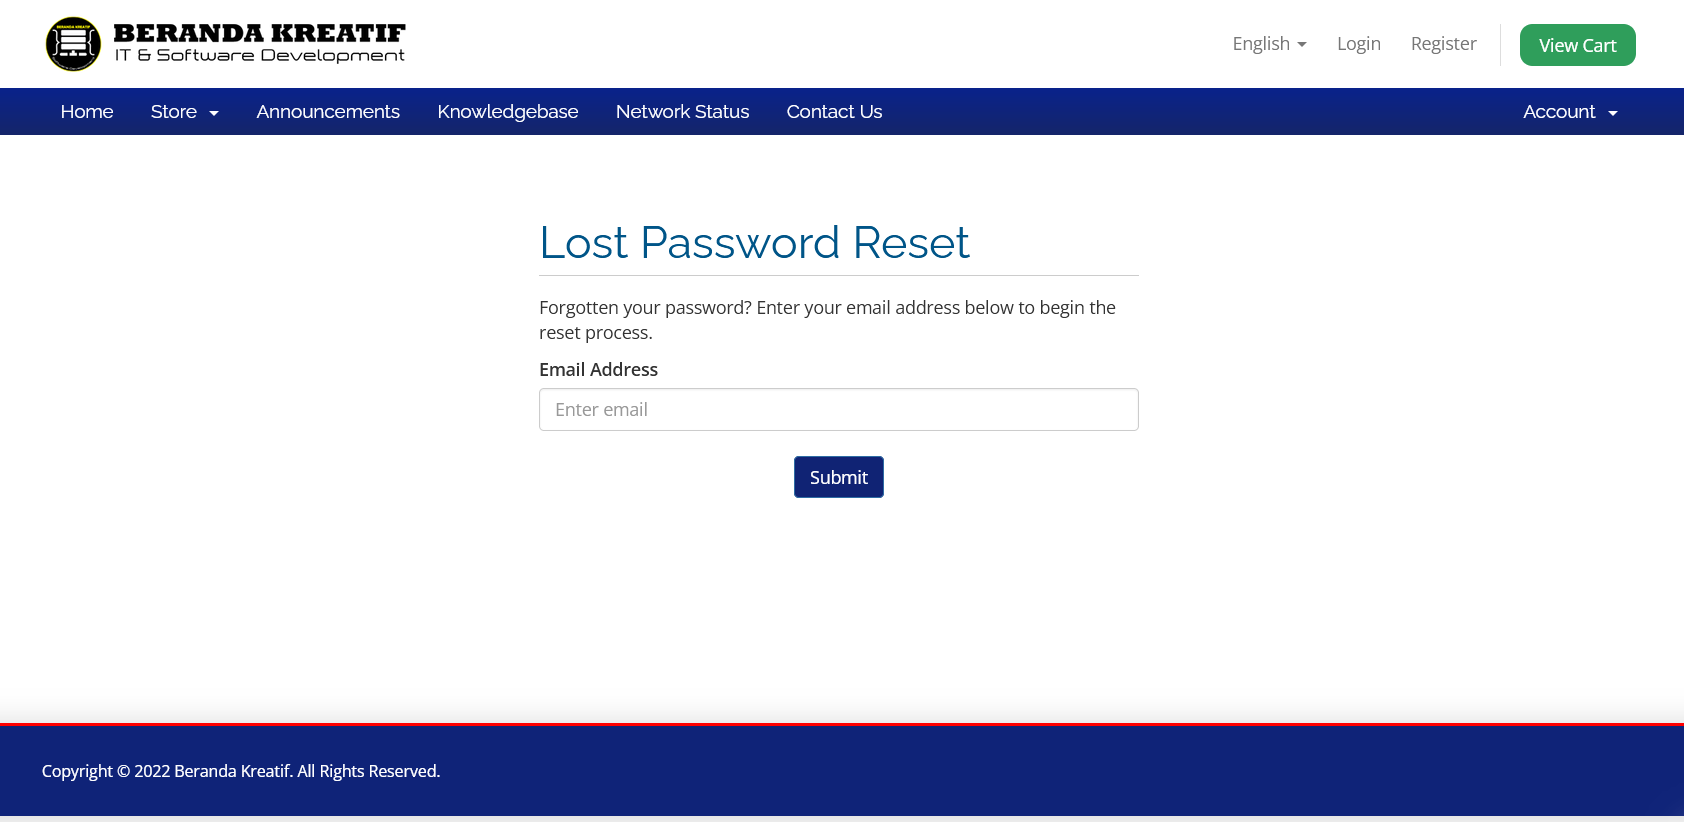 BERANDA KREATIF
IT & Software Development
English
Login
Register
View Cart
Home
Store
Announcements
Knowledgebase
Network Status
Contact Us
Account
Lost Password Reset
Forgotten your password? Enter your email address below to begin the
reset process.
Email Address
Enter email
Submit
Copyright © 2022 Beranda Kreatif. All Rights Reserved.